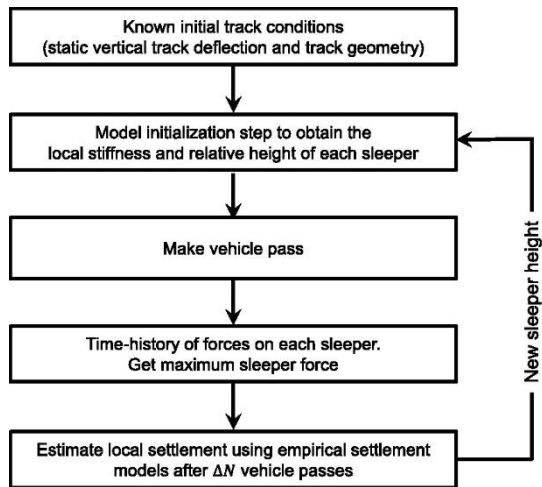 Known initial track conditions
(static vertical track deflection and track geometry)
Model initialization step to obtain the
local stiffness and relative height of each sleeper
Make vehicle pass
Time-history of forces on each sleeper.
Get maximum sleeper force
Estimate local settlement using empirical settlement
models after ΔN vehicle passes
New sleeper height